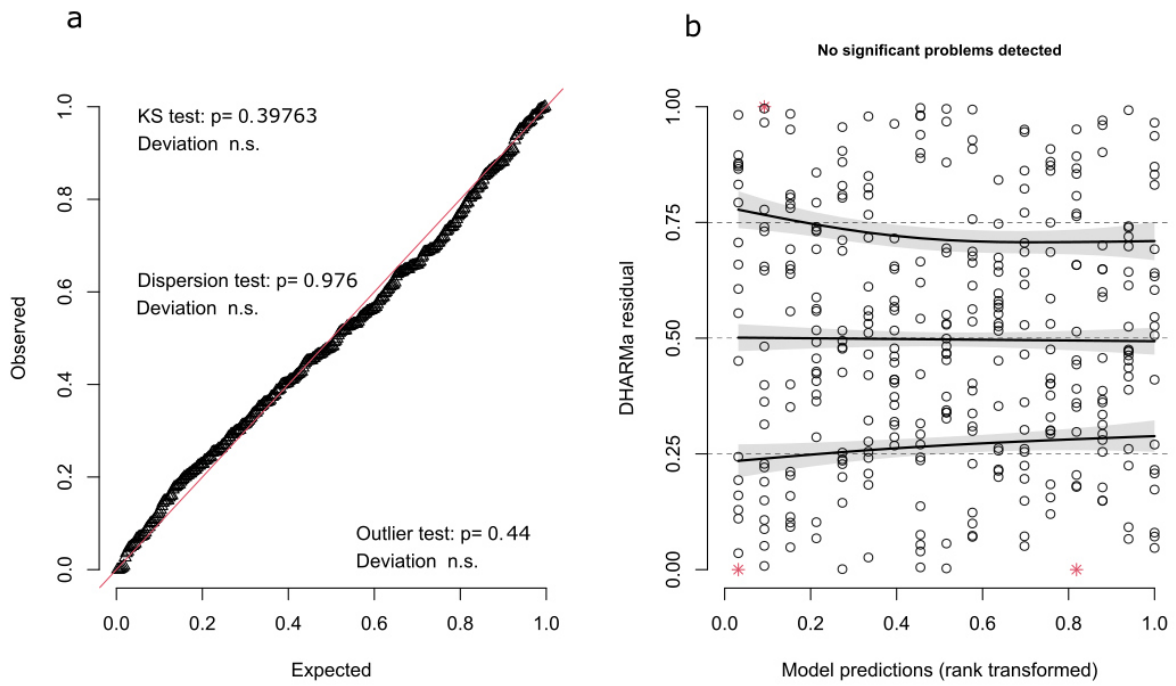 a
KS test: p= 0.39763
Deviation n.s.
Dispersion test: p= 0.976
Deviation n.s.
Outlier test: p= 0.44
Deviation n.s.
Observed
0.0
0.2
0.4
0.6
0.8
1.0
0.0 0.2 0.4 0.6 0.8 1.0
Expected
b
No significant problems detected
DHARMa residual
1.00
0.75
0.50
0.25
0.00
0.0 0.2 0.4 0.6 0.8 1.0
Model predictions (rank transformed)